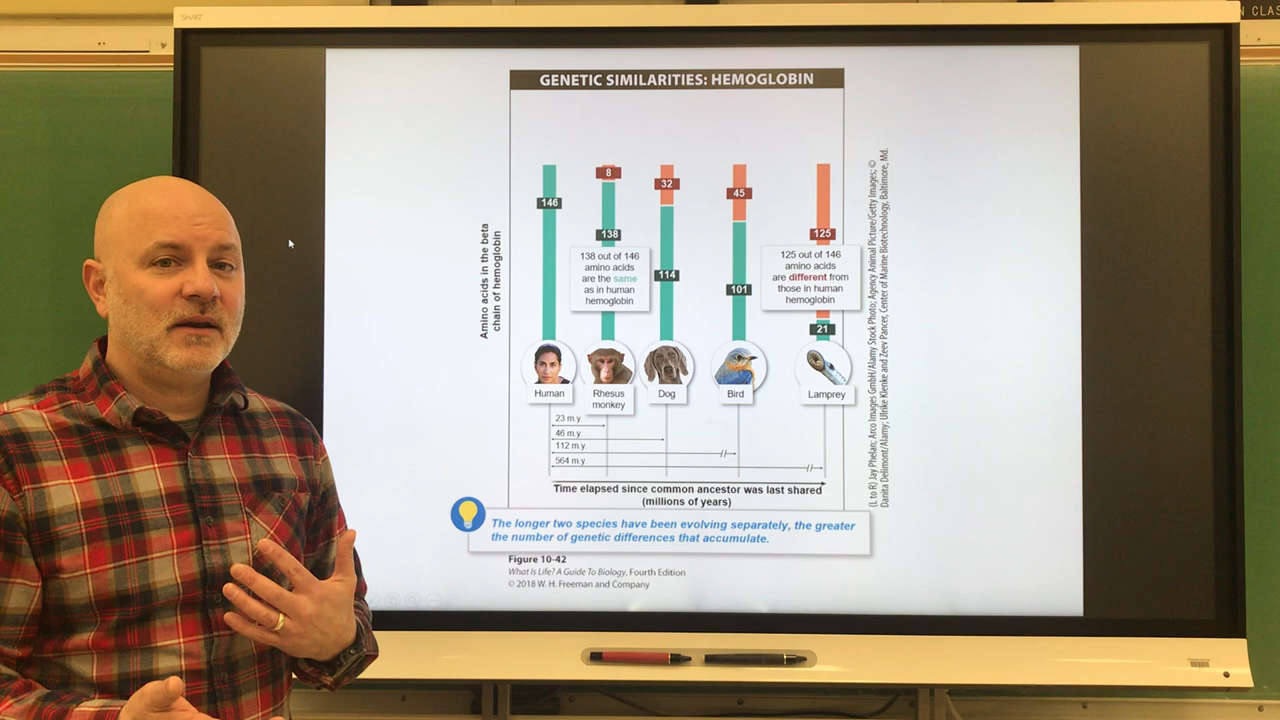 SMART
N CLAS
GENETIC SIMILARITIES: HEMOGLOBIN
Amino acids in the beta
chain of hemoglobin
146
8
138
138 out of 146
amino acids
are the same
as in human
hemoglobin
32
114
45
101
125
125 out of 146
amino acids
are different from
those in human
hemoglobin
21
Human
Rhesus
monkey
Dog
Bird
Lamprey
23 m.y.
46 m.y.
112 m.y.
564 m.y.
Time elapsed since common ancestor was last shared
(millions of years)
(L to R) Jay Phelan; Arco Images GmbH/Alamy Stock Photo; Agency Animal Picture/Getty Images; ©
Danita Delimont/Alamy; Ulrike Klenke and Zeev Pancer, Center of Marine Biotechnology, Baltimore, Md.
The longer two species have been evolving separately, the greater
the number of genetic differences that accumulate.
Figure 10-42
What Is Life? A Guide To Biology, Fourth Edition
© 2018 W. H. Freeman and Company